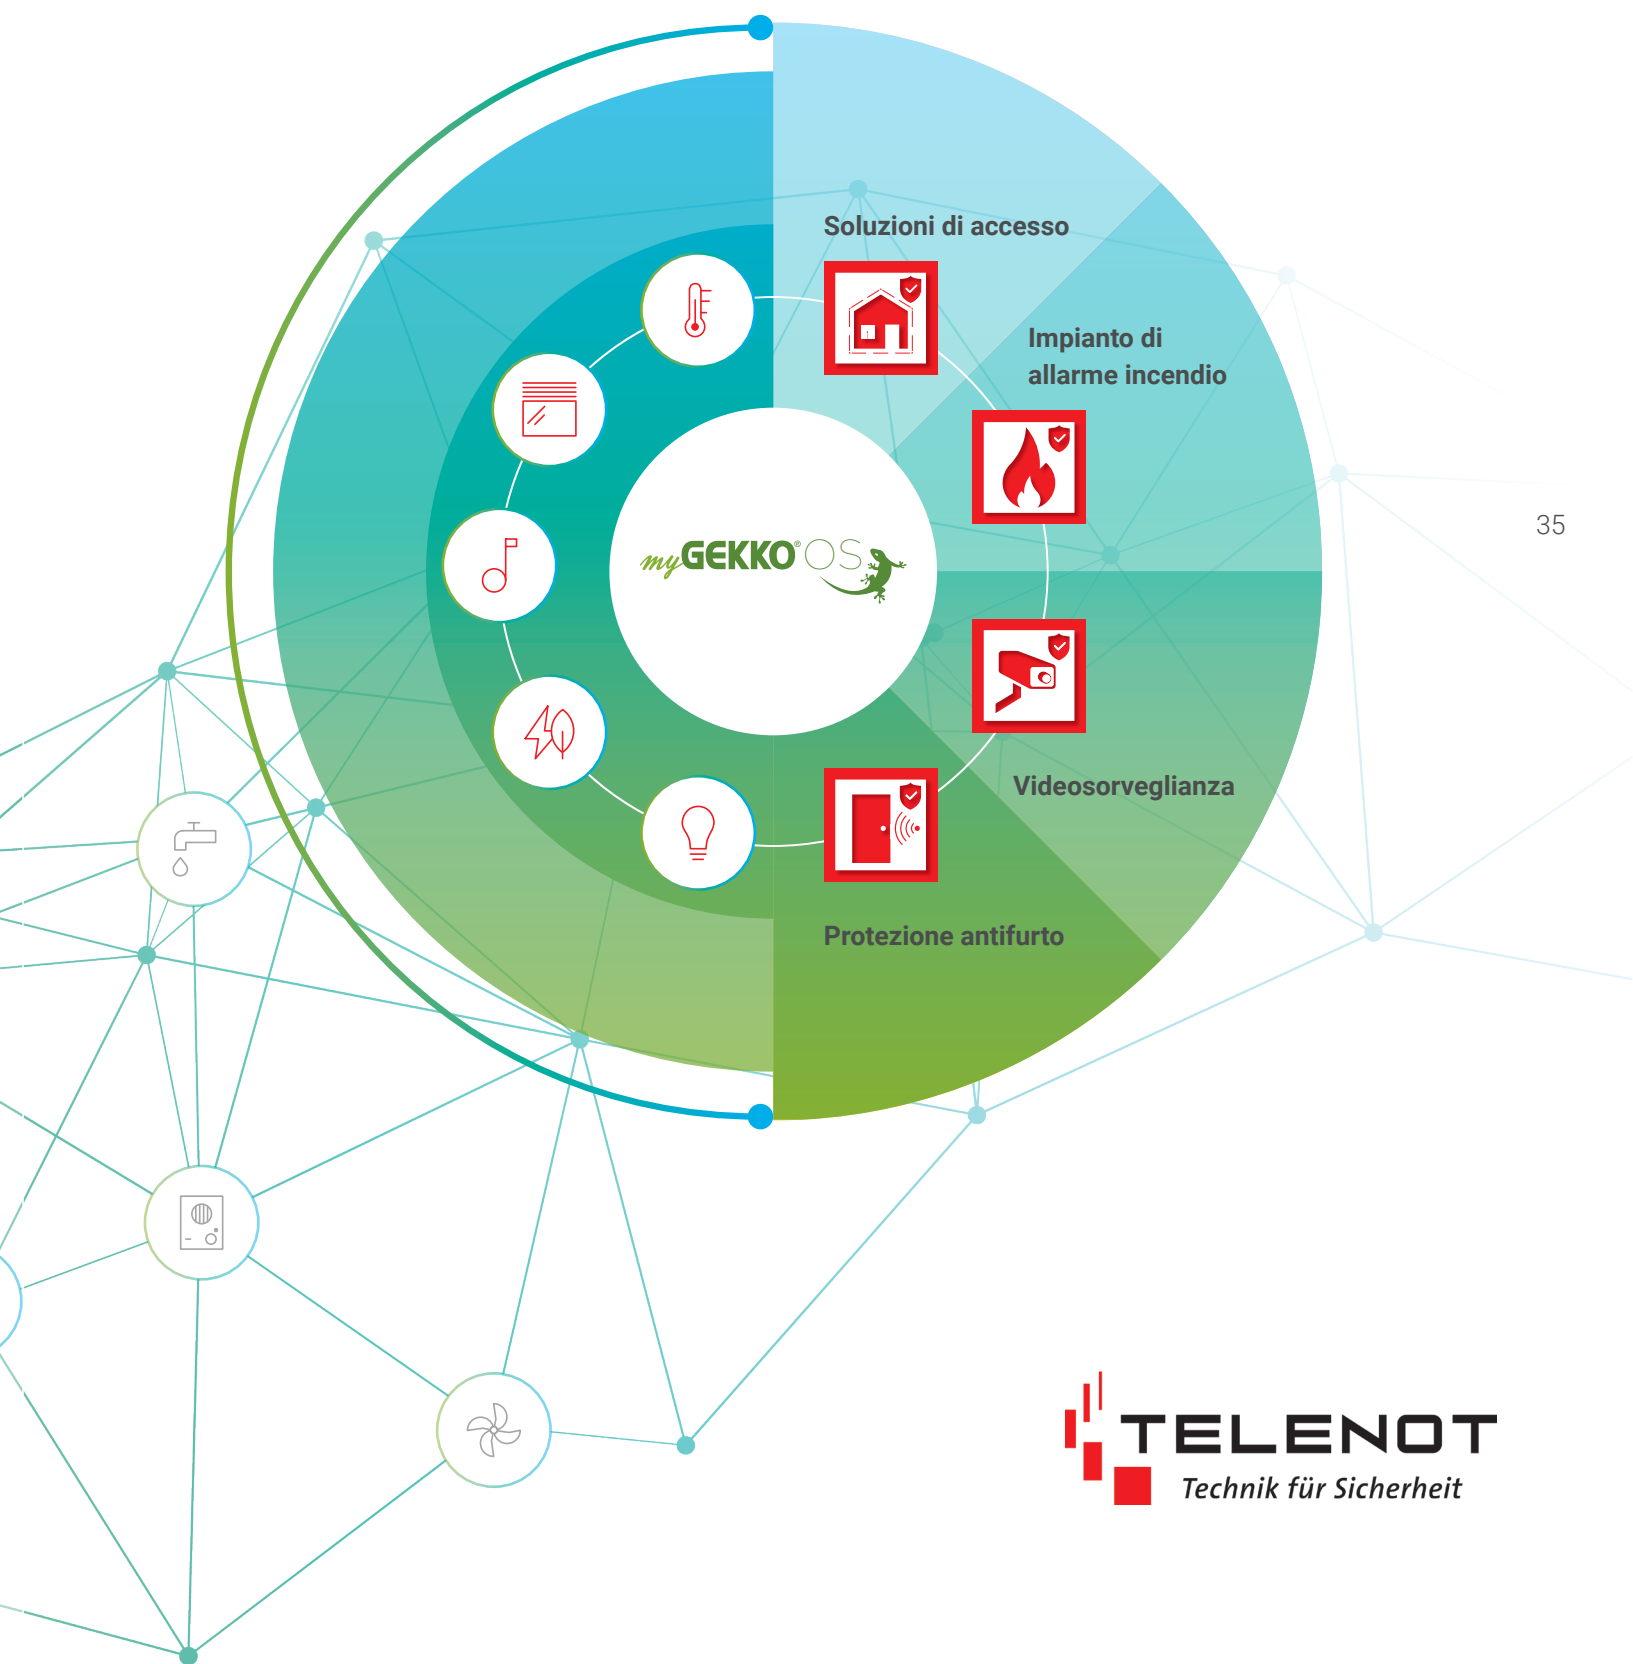 Soluzioni di accesso
Impianto di
allarme incendio
35
myGEKKO® OS
Videosorveglianza
Protezione antifurto
TELENOT
Technik für Sicherheit